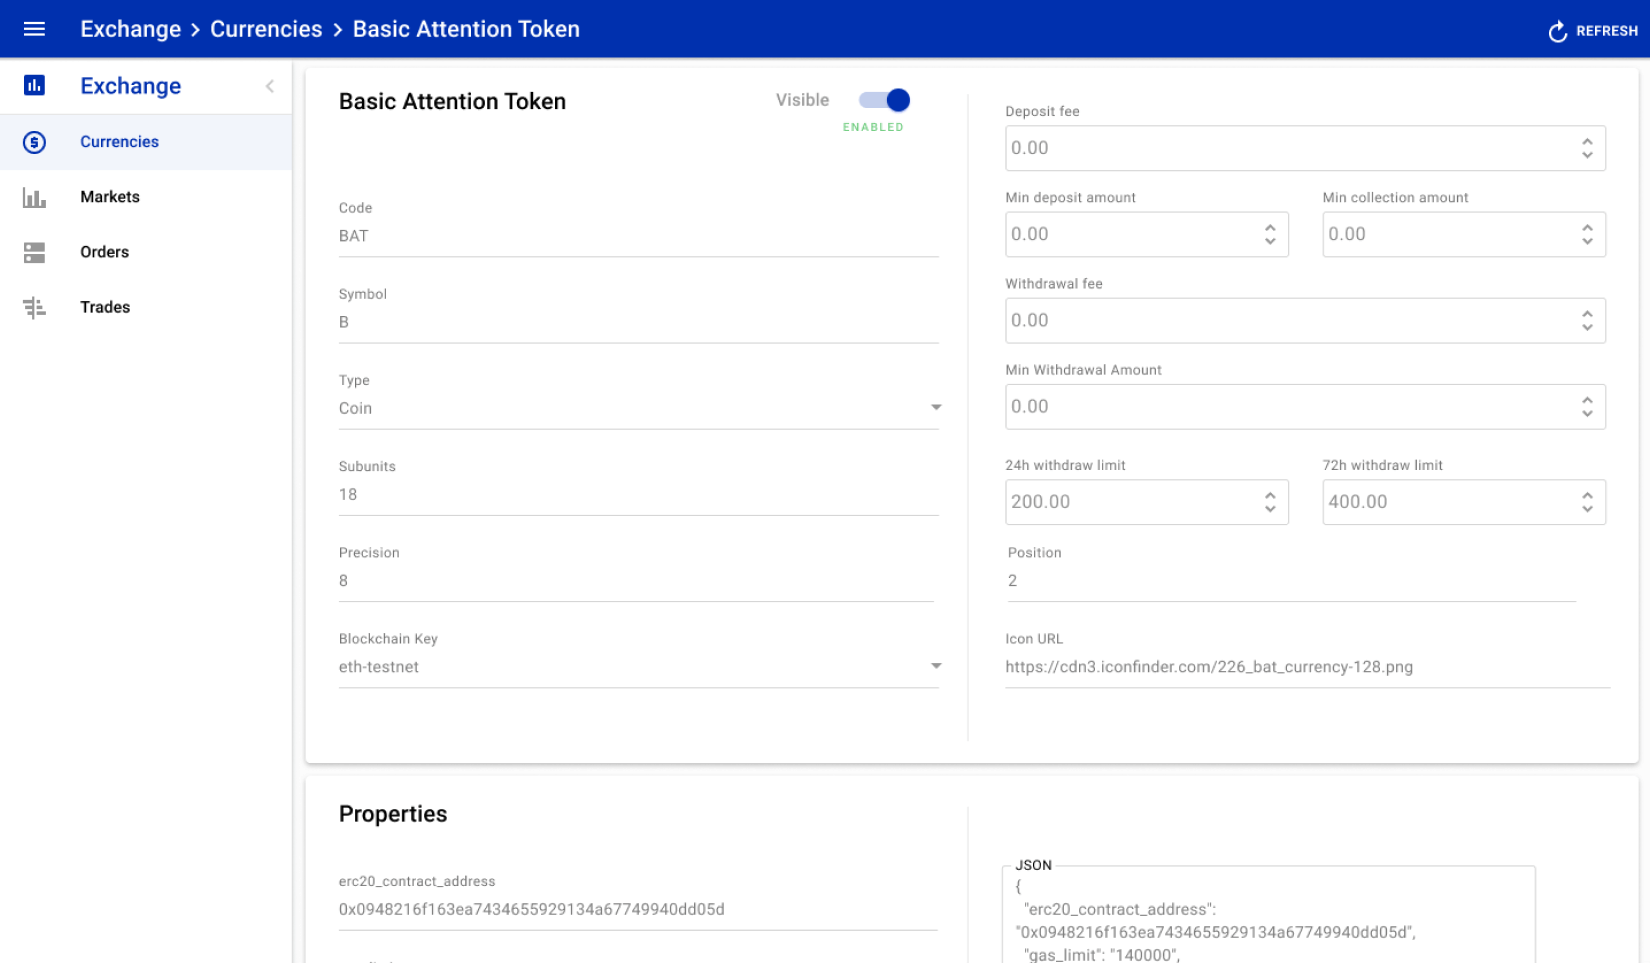 Exchange > Currencies > Basic Attention Token
REFRESH
Exchange
Currencies
Markets
Orders
Trades
Basic Attention Token
Visible
ENABLED
Code
BAT
Symbol
B
Type
Coin
Subunits
18
Precision
8
Blockchain Key
eth-testnet
Deposit fee
0.00
Min deposit amount
0.00
Min collection amount
0.00
Withdrawal fee
0.00
Min Withdrawal Amount
0.00
24h withdraw limit
200.00
72h withdraw limit
400.00
Position
2
Icon URL
https://cdn3.iconfinder.com/226_bat_currency-128.png
Properties
erc20_contract_address
0x0948216f163ea7434655929134a67749940dd05d
JSON
{
"erc20_contract_address":
"0x0948216f163ea7434655929134a67749940dd05d",
"gas_limit": "140000",